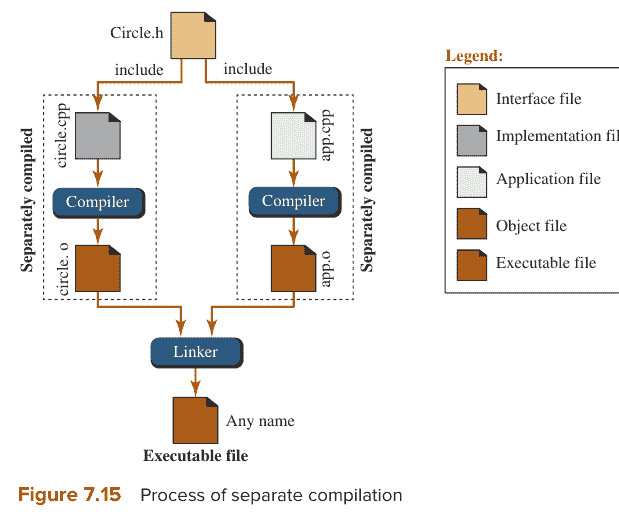 Circle.h
include
include
Legend:
Interface file
Implementation fil
Application file
Object file
Executable file
Separately compiled
circle.cpp
app.cpp
Separately compiled
Compiler
Compiler
circle. o
app.o
Linker
Any name
Executable file
Figure 7.15 Process of separate compilation